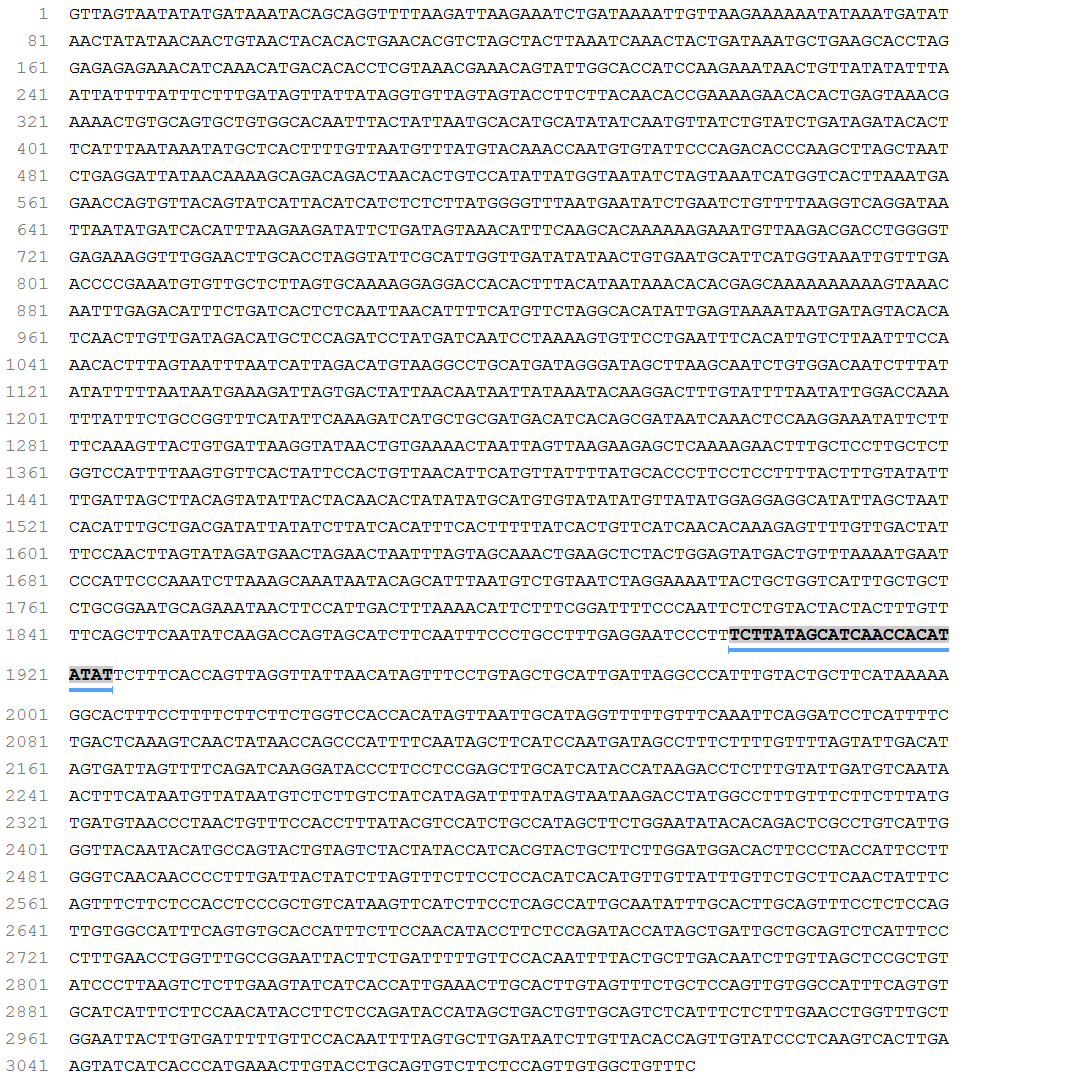 1 GTTAGTAATATATGATAAATACAGCAGGTTTTAAGATTAAGAAATCTGATAAAATTGTTAAGAAAAAATATAAATGATAT
81 AACTATATAACAACTGTAACTACACACTGAACACGTCTAGCTACTTAAATCAAACTACTGATAAATGCTGAAGCACCTAG
161 GAGAGAGAAACATCAAACATGACACACCTCGTAAACGAAACAGTATTGGCACCATCCAAGAAATAACTGTTATATATTTA
241 ATTATTTTATTTCTTTGATAGTTATTATAGGTGTTAGTAGTACCTTCTTACAACACCGAAAAGAACACACTGAGTAAACG
321 AAAACTGTGCAGTGCTGTGGCACAATTTACTATTAATGCACATGCATATATCAATGTTATCTGTATCTGATAGATACACT
401 TCATTTAATAAATATGCTCACTTTTGTTAATGTTTATGTACAAACCAATGTGTATTCCCAGACACCCAAGCTTAGCTAAT
481 CTGAGGATTATAACAAAAGCAGACAGACTAACACTGTCCATATTATGGTAATATCTAGTAAATCATGGTCACTTAAATGA
561 GAACCAGTGTTACAGTATCATTACATCATCTCTCTTATGGGGTTTAATGAATATCTGAATCTGTTTTAAGGTCAGGATAA
641 TTAATATGATCACATTTAAGAAGATATTCTGATAGTAAACATTTCAAGCACAAAAAAGAAATGTTAAGACGACCTGGGGT
721 GAGAAAGGTTTGGAACTTGCACCTAGGTATTCGCATTGGTTGATATATAACTGTGAATGCATTCATGGTAAATTGTTTGA
801 ACCCCGAAATGTGTTGCTCTTAGTGCAAAAGGAGGACCACACTTTACATAATAAACACACGAGCAAAAAAAAAAGTAAAC
881 AATTTGAGACATTTCTGATCACTCTCAATTAACATTTTCATGTTCTAGGCACATATTGAGTAAAATAATGATAGTACACA
961 TCAACTTGTTGATAGACATGCTCCAGATCCTATGATCAATCCTAAAAGTGTTCCTGAATTTCACATTGTCTTAATTTCCA
1041 AACACTTTAGTAATTTAATCATTAGACATGTAAGGCCTGCATGATAGGGATAGCTTAAGCAATCTGTGGACAATCTTTAT
1121 ATATTTTTAATAATGAAAGATTAGTGACTATTAACAATAATTATAAATACAAGGACTTTGTATTTTAATATTGGACCAAA
1201 TTTATTTCTGCCGGTTTCATATTCAAAGATCATGCTGCGATGACATCACAGCGATAATCAAACTCCAAGGAAATATTCTT
1281 TTCAAAGTTACTGTGATTAAGGTATAACTGTGAAAACTAATTAGTTAAGAAGAGCTCAAAAGAACTTTGCTCCTTGCTCT
1361 GGTCCATTTTAAGTGTTCACTATTCCACTGTTAACATTCATGTTATTTTATGCACCCTTCCTCCTTTTACTTTGTATATT
1441 TTGATTAGCTTACAGTATATTACTACAACACTATATATGCATGTGTATATATGTTATATGGAGGAGGCATATTAGCTAAT
1521 CACATTTGCTGACGATATTATATCTTATCACATTTCACTTTTTATCACTGTTCATCAACACAAAGAGTTTTGTTGACTAT
1601 TTCCAACTTAGTATAGATGAACTAGAACTAATTTAGTAGCAAACTGAAGCTCTACTGGAGTATGACTGTTTAAAATGAAT
1681 CCCATTCCCAAATCTTAAAGCAAATAATACAGCATTTAATGTCTGTAATCTAGGAAAATTACTGCTGGTCATTTGCTGCT
1761 CTGCGGAATGCAGAAATAACTTCCATTGACTTTAAAACATTCTTTCGGATTTTCCCAATTCTCTGTACTACTACTTTGTT
1841 TTCAGCTTCAATATCAAGACCAGTAGCATCTTCAATTTCCCTGCCTTTGAGGAATCCCTTTCTTATAGCATCAACCACAT
1921 ATATTCTTTCACCAGTTAGGTTATTAACATAGTTTCCTGTAGCTGCATTGATTAGGCCCATTTGTACTGCTTCATAAAAA
2001 GGCACTTTCCTTTTCTTCTTCTGGTCCACCACATAGTTAATTGCATAGGTTTTTGTTTCAAATTCAGGATCCTCATTTTC
2081 TGACTCAAAGTCAACTATAACCAGCCCATTTTCAATAGCTTCATCCAATGATAGCCTTTCTTTTGTTTTAGTATTGACAT
2161 AGTGATTAGTTTTCAGATCAAGGATACCCTTCCTCCGAGCTTGCATCATACCATAAGACCTCTTTGTATTGATGTCAATA
2241 ACTTTCATAATGTTATAATGTCTCTTGTCTATCATAGATTTTATAGTAATAAGACCTATGGCCTTTGTTTCTTCTTTATG
2321 TGATGTAACCCTAACTGTTTCCACCTTTATACGTCCATCTGCCATAGCTTCTGGAATATACACAGACTCGCCTGTCATTG
2401 GGTTACAATACATGCCAGTACTGTAGTCTACTATACCATCACGTACTGCTTCTTGGATGGACACTTCCCTACCATTCCTT
2481 GGGTCAACAACCCCTTTGATTACTATCTTAGTTTCTTCCTCCACATCACATGTTGTTATTTGTTCTGCTTCAACTATTTC
2561 AGTTTCTTCTCCACCTCCCGCTGTCATAAGTTCATCTTCCTCAGCCATTGCAATATTTGCACTTGCAGTTTCCTCTCCAG
2641 TTGTGGCCATTTCAGTGTGCACCATTTCTTCCAACATACCTTCTCCAGATACCATAGCTGATTGCTGCAGTCTCATTTCC
2721 CTTTGAACCTGGTTTGCCGGAATTACTTCTGATTTTTGTTCCACAATTTTACTGCTTGACAATCTTGTTAGCTCCGCTGT
2801 ATCCCTTAAGTCTCTTGAAGTATCATCACCATTGAAACTTGCACTTGTAGTTTCTGCTCCAGTTGTGGCCATTTCAGTGT
2881 GCATCATTTCTTCCAACATACCTTCTCCAGATACCATAGCTGACTGTTGCAGTCTCATTTCTCTTTGAACCTGGTTTGCT
2961 GGAATTACTTGTGATTTTTGTTCCACAATTTTAGTGCTTGATAATCTTGTTACACCAGTTGTATCCCTCAAGTCACTTGA
3041 AGTATCATCACCCATGAAACTTGTACCTGCAGTGTCTTCTCCAGTTGTGGCTGTTTC